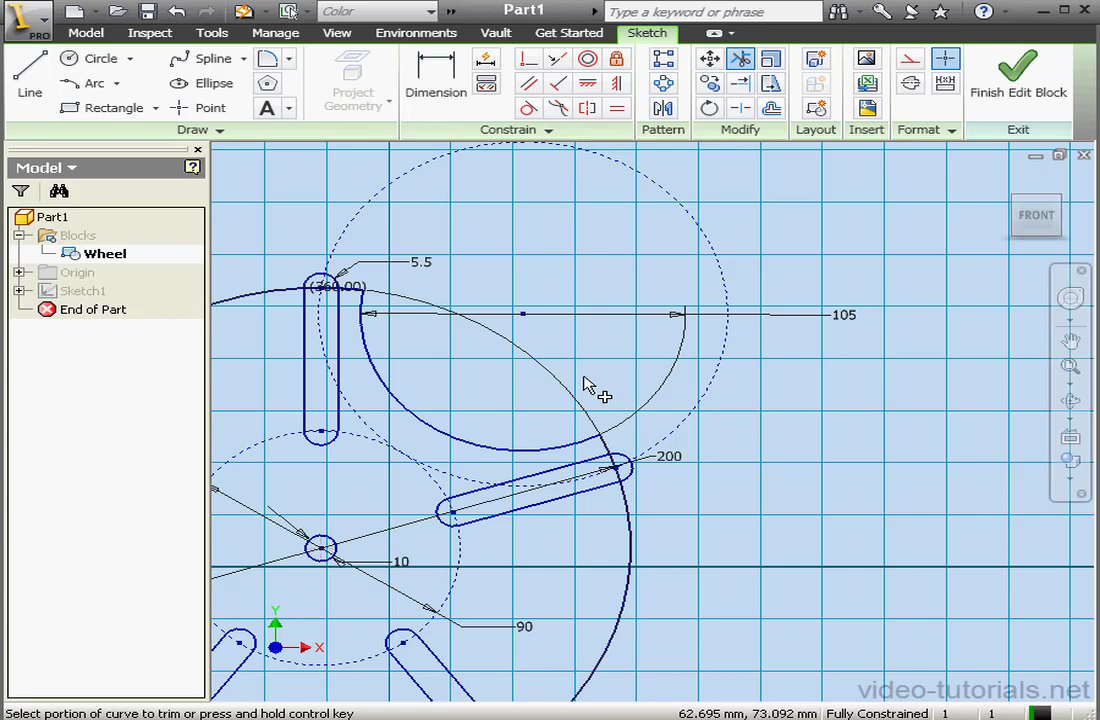 Color
Part1
Type a keyword or phrase
PRO
Model
Inspect
Tools
Manage
View
Environments
Vault
Get Started
Sketch
Line
Circle
Arc
Rectangle
Spline
Ellipse
Point
A
Project
Geometry
Dimension
Finish Edit Block
Draw
Constrain
Pattern
Modify
Layout
Insert
Format
Exit
Model
Part1
Blocks
Wheel
Origin
Sketch1
End of Part
FRONT
5.5
(360.00)
105
200
10
90
Y
X
video-tutorials.net
Select portion of curve to trim or press and hold control key
62.695 mm, 73.092 mm Fully Constrained 1 1